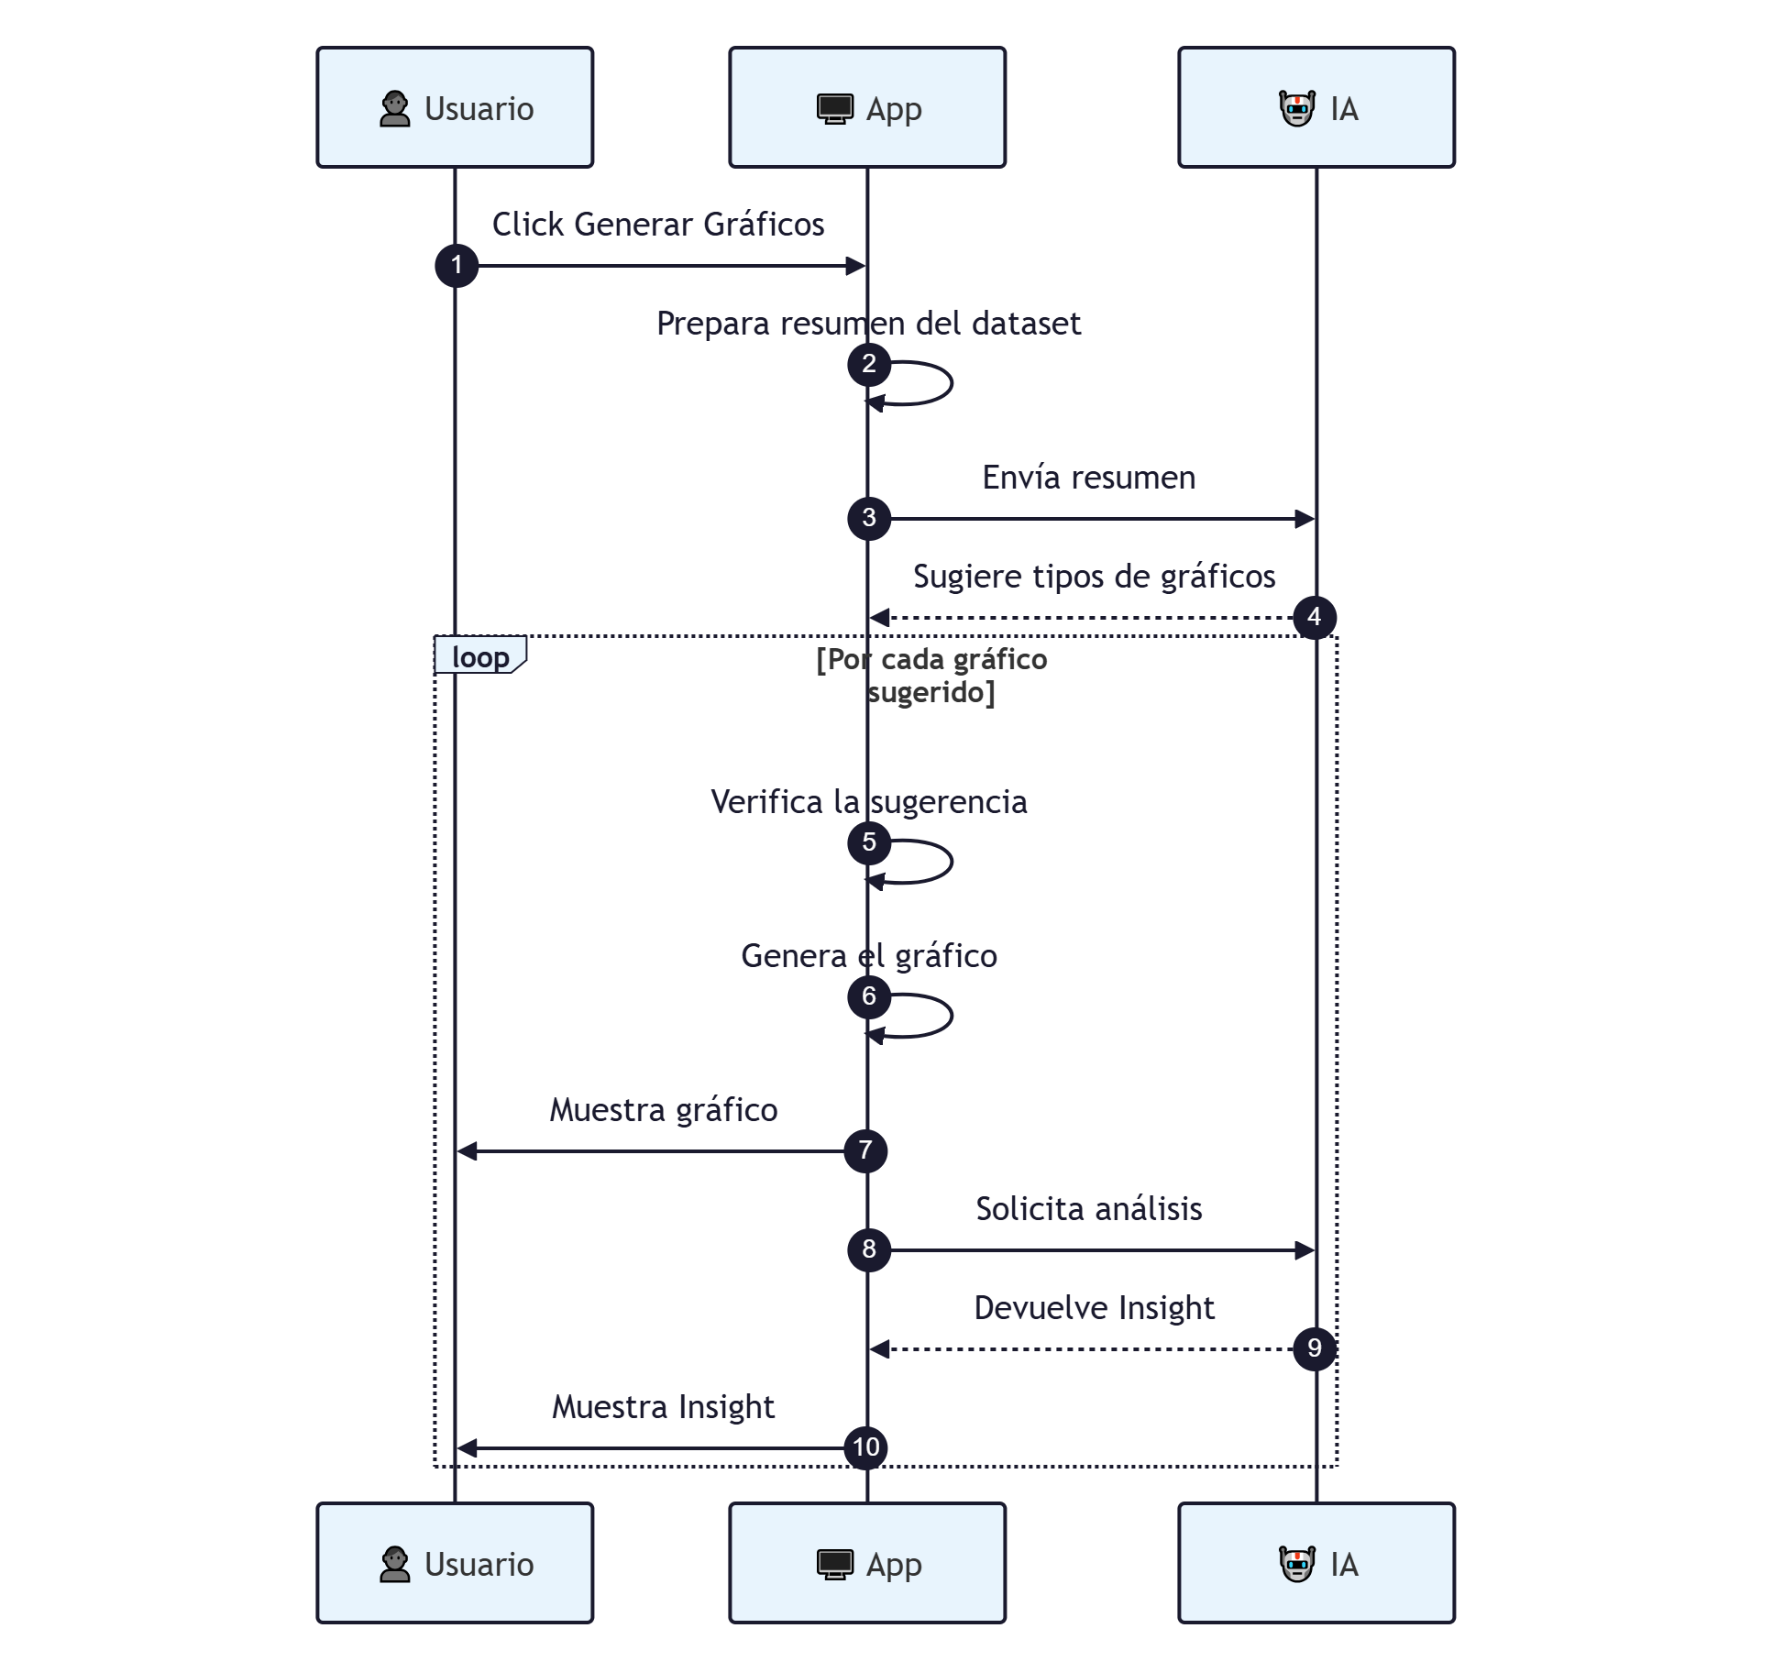 Usuario
App
IA
Click Generar Gráficos
1
Prepara resumen del dataset
2
Envía resumen
3
Sugiere tipos de gráficos
4
loop
[Por cada gráfico
sugerido]
Verifica la sugerencia
5
Genera el gráfico
6
Muestra gráfico
7
Solicita análisis
8
Devuelve Insight
9
Muestra Insight
10
Usuario
App
IA